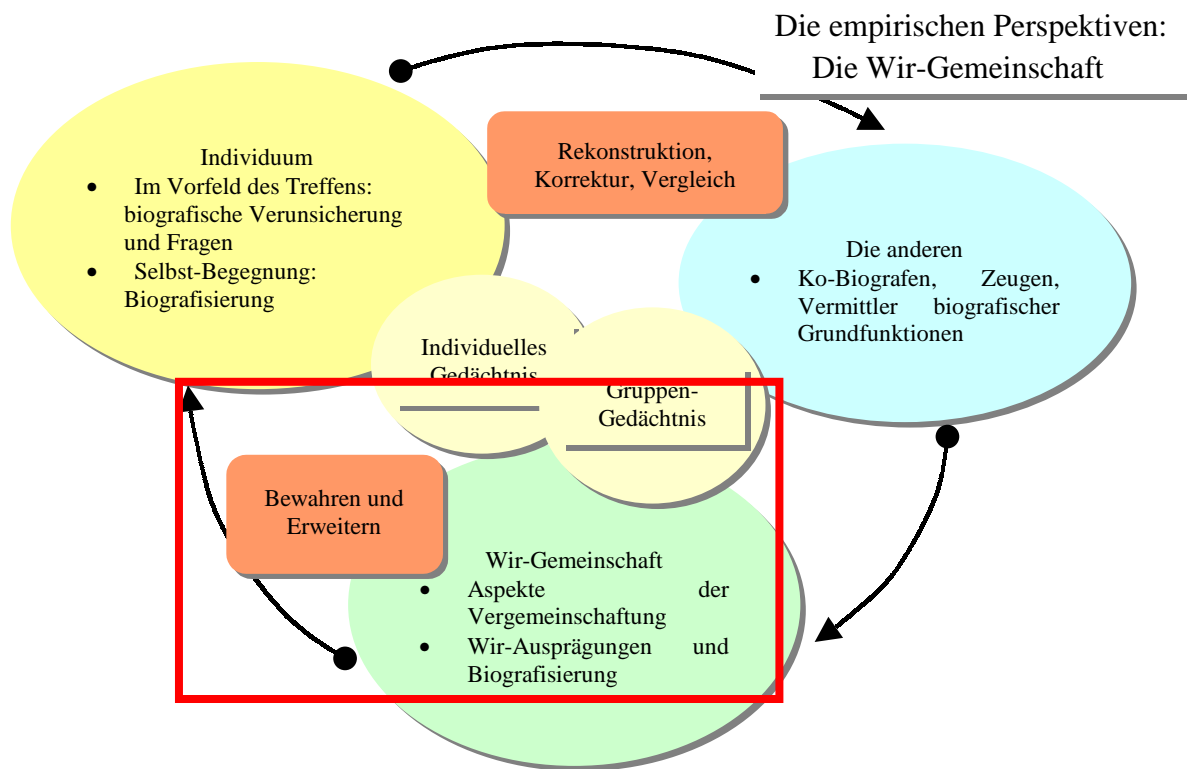 Die empirischen Perspektiven:
Die Wir-Gemeinschaft
Individuum
• Im Vorfeld des Treffens:
biografische Verunsicherung
und Fragen
• Selbst-Begegnung:
Biografisierung
Rekonstruktion,
Korrektur, Vergleich
Die anderen
• Ko-Biografen, Zeugen,
Vermittler biografischer
Grundfunktionen
Individuelles
Gedächtnis
Gruppen-
Gedächtnis
Bewahren und
Erweitern
Wir-Gemeinschaft
• Aspekte der
Vergemeinschaftung
• Wir-Ausprägungen und
Biografisierung